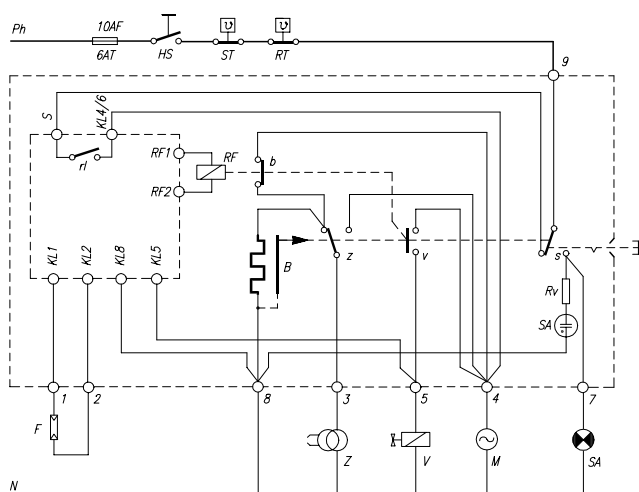 Ph
10AF
6AT
HS
ST
RT
9
S
KL4/6
rl
RF1
RF
b
RF2
KL1
KL2
KL8
KL5
B
z
v
s
Rv
SA
1
2
8
3
5
4
7
F
Z
V
M
SA
N